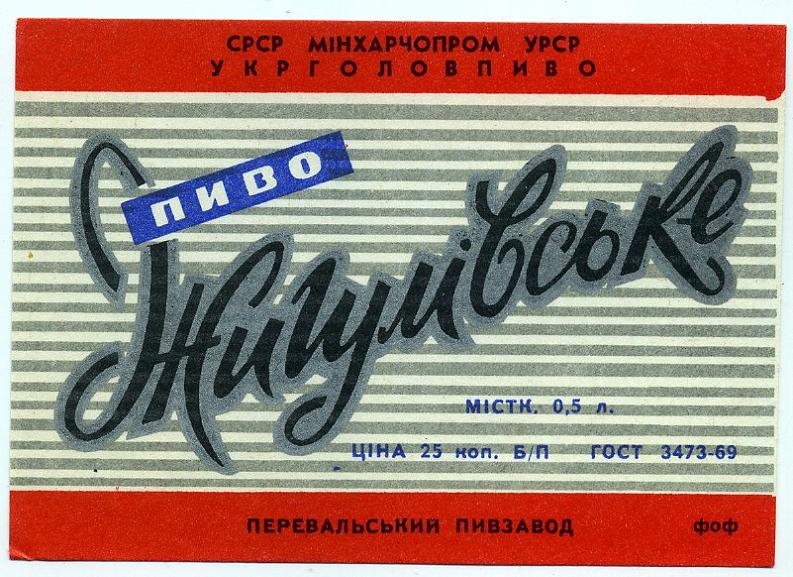 СРСР МІНХАРЧОПРОМ УРСР
УКРГОЛОВПИВО
ПИВО
Жигулівське
МІСТК. 0,5 л.
ЦІНА 25 коп. Б/П ГОСТ 3473-69
ПЕРЕВАЛЬСЬКИЙ ПИВЗАВОД фоф